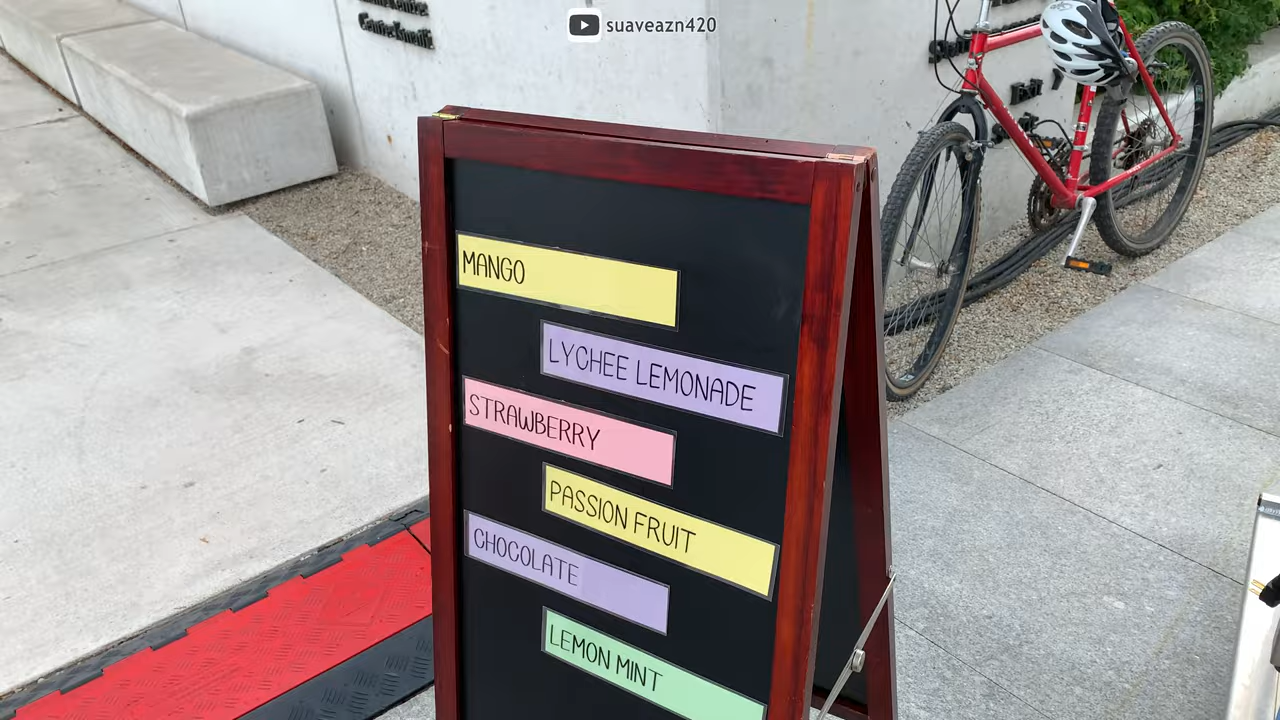 suaveazn420
MANGO
LYCHEE LEMONADE
STRAWBERRY
PASSION FRUIT
CHOCOLATE
LEMON MINT